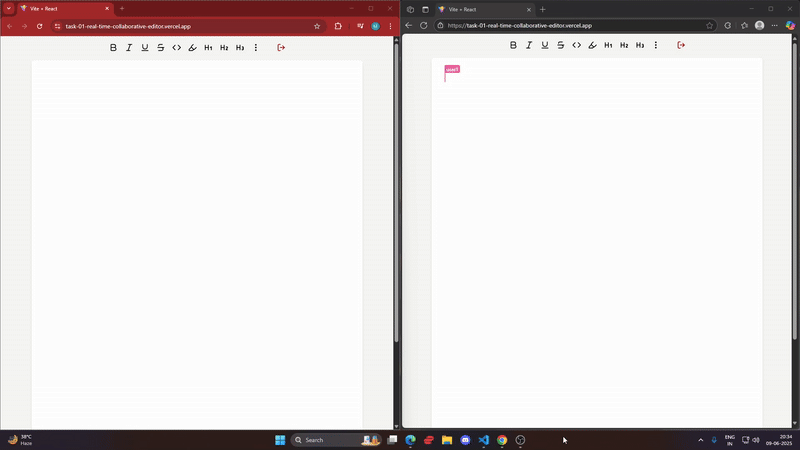 Vite + React
task-01-real-time-collaborative-editor.vercel.app
B I U S <> H1 H2 H3
Vite + React
https://task-01-real-time-collaborative-editor.vercel.app
B I U S <> H1 H2 H3
user1
38°C
Haze
Search
ENG
IN
20:34
09-06-2025